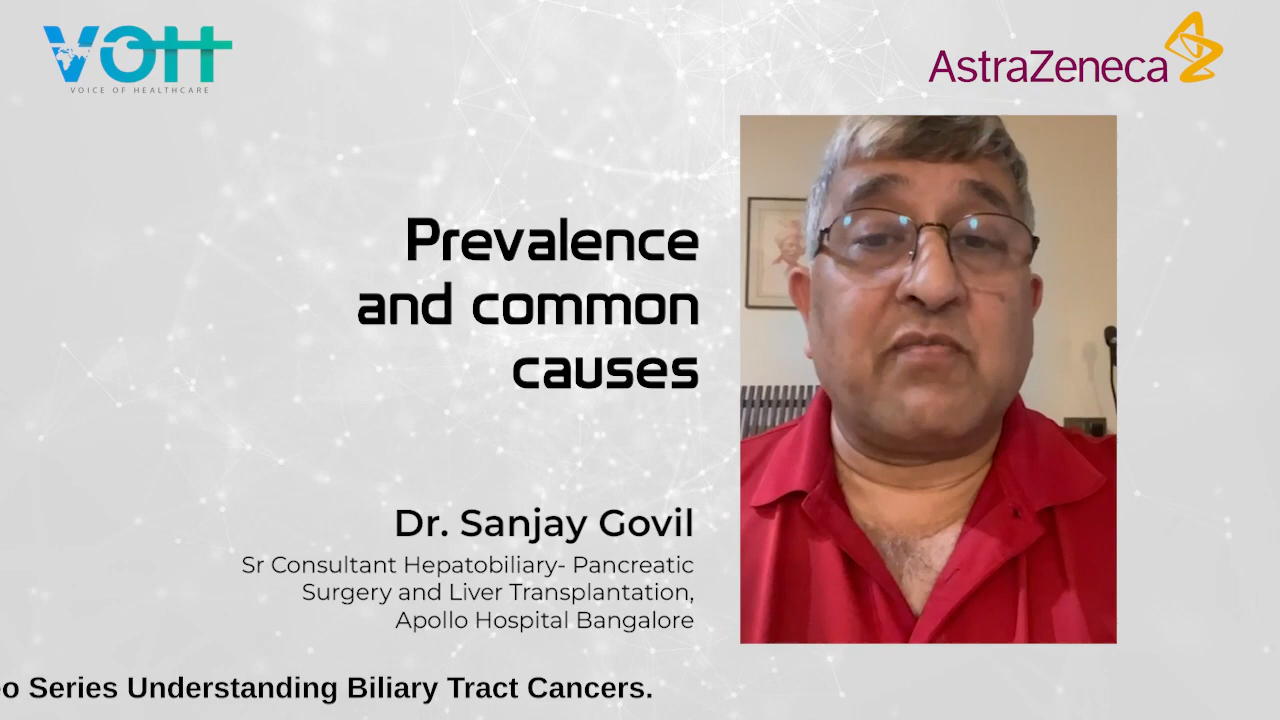 VOH
VOICE OF HEALTHCARE
AstraZeneca
Prevalence
and common
causes
Dr. Sanjay Govil
Sr Consultant Hepatobiliary- Pancreatic
Surgery and Liver Transplantation,
Apollo Hospital Bangalore
eo Series Understanding Biliary Tract Cancers.